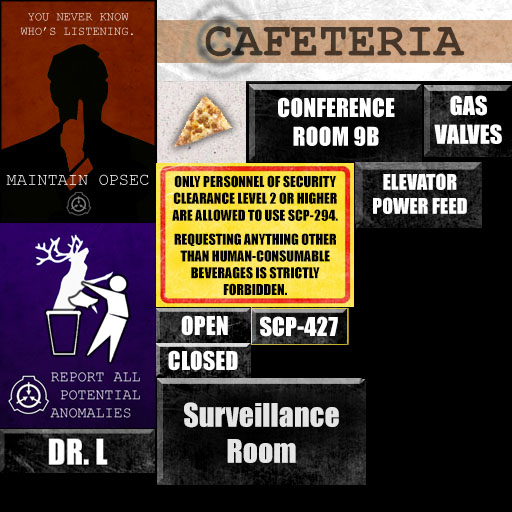 YOU NEVER KNOW
WHO'S LISTENING.
MAINTAIN OPSEC
CAFETERIA
CONFERENCE
ROOM 9B
GAS
VALVES
ONLY PERSONNEL OF SECURITY
CLEARANCE LEVEL 2 OR HIGHER
ARE ALLOWED TO USE SCP-294.
REQUESTING ANYTHING OTHER
THAN HUMAN-CONSUMABLE
BEVERAGES IS STRICTLY
FORBIDDEN.
ELEVATOR
POWER FEED
REPORT ALL
POTENTIAL
ANOMALIES
OPEN
SCP-427
CLOSED
Surveillance
Room
DR. L